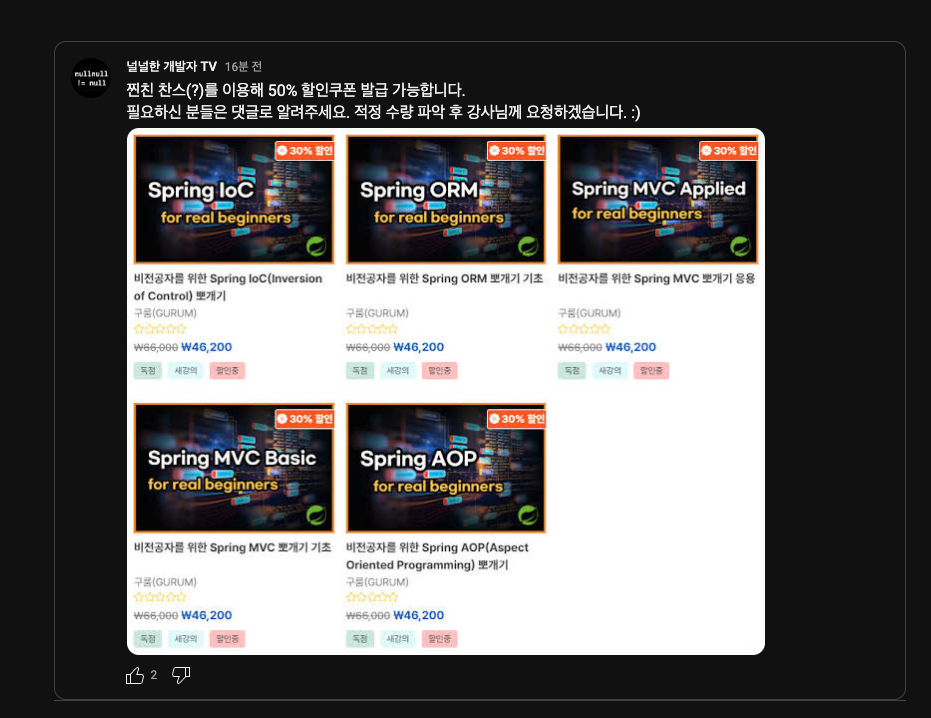 nullnull
!= null
널널한 개발자 TV 16분 전
찐친 찬스(?)를 이용해 50% 할인쿠폰 발급 가능합니다.
필요하신 분들은 댓글로 알려주세요. 적정 수량 파악 후 강사님께 요청하겠습니다. :)
30% 할인
Spring IoC
for real beginners
30% 할인
Spring ORM
for real beginners
30% 할인
Spring MVC Applied
for real beginners
비전공자를 위한 Spring IoC(Inversion
of Control) 뽀개기
구룸(GURUM)
₩66,000 ₩46,200
독점 새강의 할인중
비전공자를 위한 Spring ORM 뽀개기 기초
구룸(GURUM)
₩66,000 ₩46,200
독점 새강의 할인중
비전공자를 위한 Spring MVC 뽀개기 응용
구룸(GURUM)
₩66,000 ₩46,200
독점 새강의 할인중
30% 할인
Spring MVC Basic
for real beginners
30% 할인
Spring AOP
for real beginners
비전공자를 위한 Spring MVC 뽀개기 기초
구룸(GURUM)
₩66,000 ₩46,200
독점 새강의 할인중
비전공자를 위한 Spring AOP(Aspect
Oriented Programming) 뽀개기
구룸(GURUM)
₩66,000 ₩46,200
독점 새강의 할인중
2